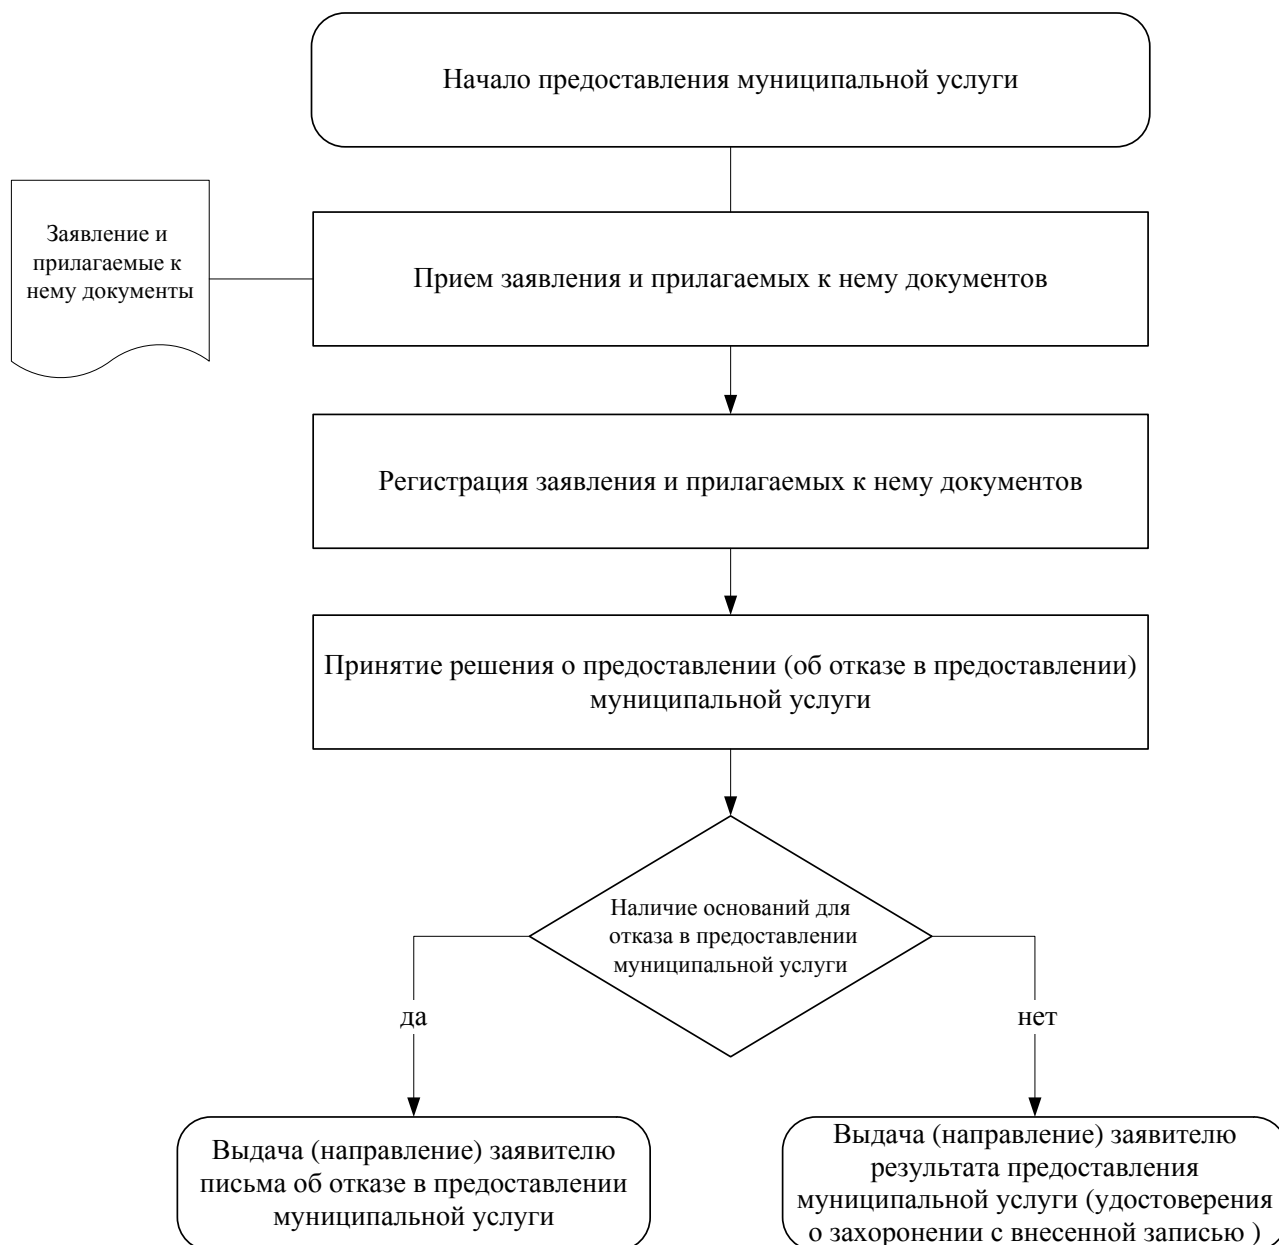 Начало предоставления муниципальной услуги
Заявление и
прилагаемые к
нему документы
Прием заявления и прилагаемых к нему документов
Регистрация заявления и прилагаемых к нему документов
Принятие решения о предоставлении (об отказе в предоставлении)
муниципальной услуги
Наличие оснований для
отказа в предоставлении
муниципальной услуги
да
нет
Выдача (направление) заявителю
письма об отказе в предоставлении
муниципальной услуги
Выдача (направление) заявителю
результата предоставления
муниципальной услуги (удостоверения
о захоронении с внесенной записью )